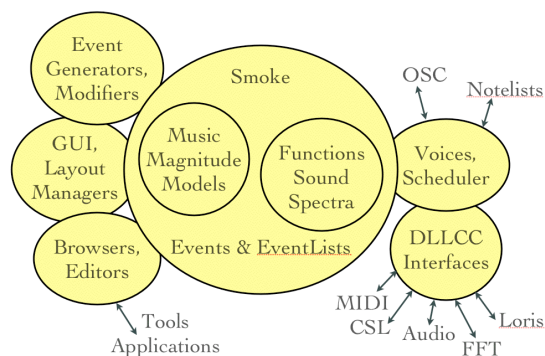 Event
Generators,
Modifiers
GUI,
Layout
Managers
Browsers,
Editors
Tools
Applications
Smoke
Music
Magnitude
Models
Functions
Sound
Spectra
Events & EventLists
OSC
Notelists
Voices,
Scheduler
DLLCC
Interfaces
MIDI
CSL
Audio
FFT
Loris